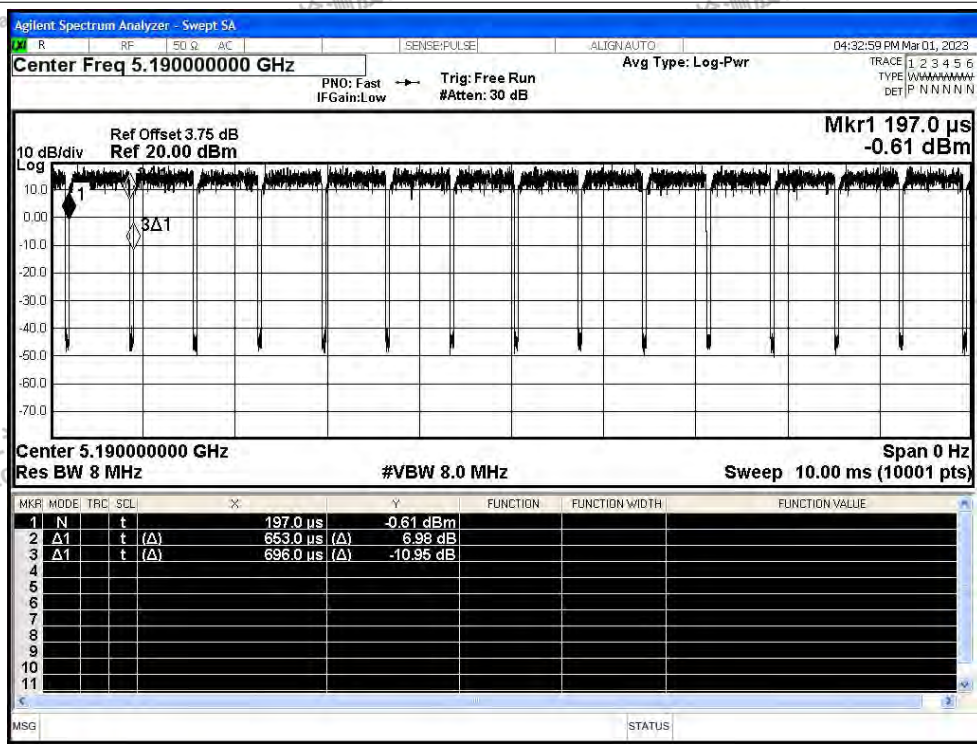 Agilent Spectrum Analyzer - Swept SA
R RF 50 Ω AC SENSE:PULSE ALIGN AUTO 04:32:59 PM Mar 01, 2023
Center Freq 5.190000000 GHz
PNO: Fast
IFGain:Low
Trig: Free Run
#Atten: 30 dB
Avg Type: Log-Pwr
TRACE 1 2 3 4 5 6
TYPE WWWWWW
DET P N N N N N
Mkr1 197.0 µs
-0.61 dBm
Ref Offset 3.75 dB
10 dB/div Ref 20.00 dBm
Log
10.0
0.00
-10.0
-20.0
-30.0
-40.0
-50.0
-60.0
-70.0
1
3Δ1
Center 5.190000000 GHz Span 0 Hz
Res BW 8 MHz #VBW 8.0 MHz Sweep 10.00 ms (10001 pts)
MKR MODE TRC SCL X Y FUNCTION FUNCTION WIDTH FUNCTION VALUE
1 N t 197.0 µs -0.61 dBm
2 Δ1 t (Δ) 653.0 µs (Δ) 6.98 dB
3 Δ1 t (Δ) 696.0 µs (Δ) -10.95 dB
4
5
6
7
8
9
10
11
MSG STATUS